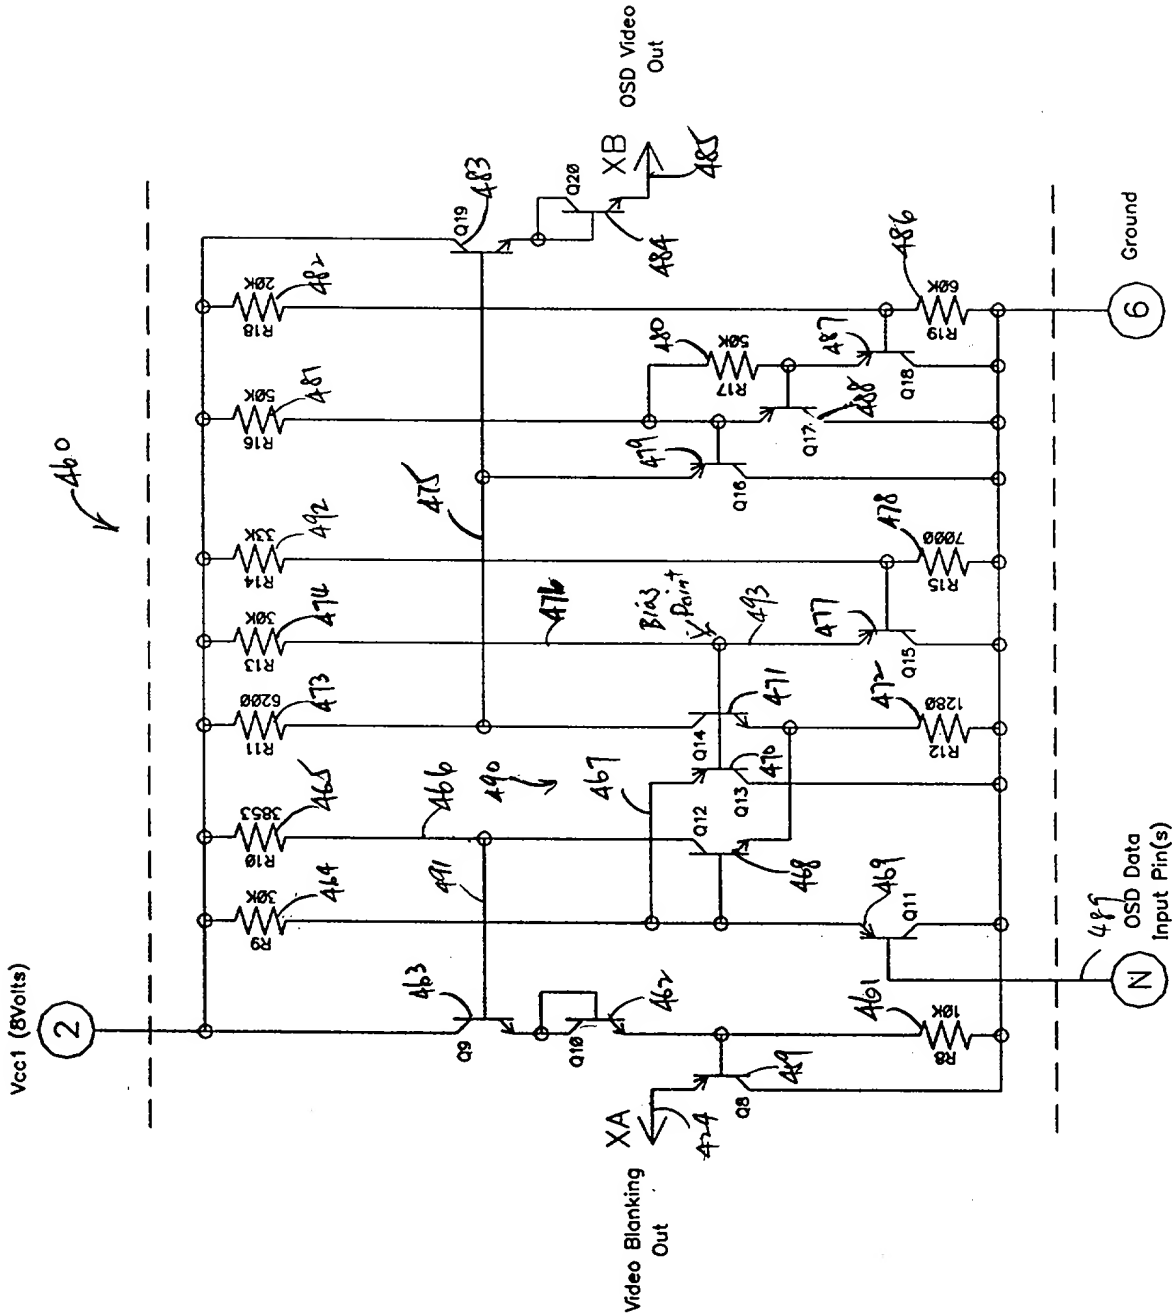 460
Vcc1 (8Volts)
2
R9
30K
464
R10
3853
465
R11
6200
473
R13
30K
474
R14
33K
492
R16
50K
481
R18
20K
482
463
Q9
491
466
490
467
476
475
Q19
483
Q20
484
XB
OSD Video
Out
485
Q10
462
Q12
468
Q13
470
Q14
471
Bias
Point
493
477
Q15
479
Q16
480
R17
50K
Q17
488
487
Q18
XA
Video Blanking
Out
424
Q8
489
461
R8
10K
469
Q11
472
R12
1280
478
R15
7000
486
R19
60K
N
489
OSD Data
Input Pin(s)
6
Ground